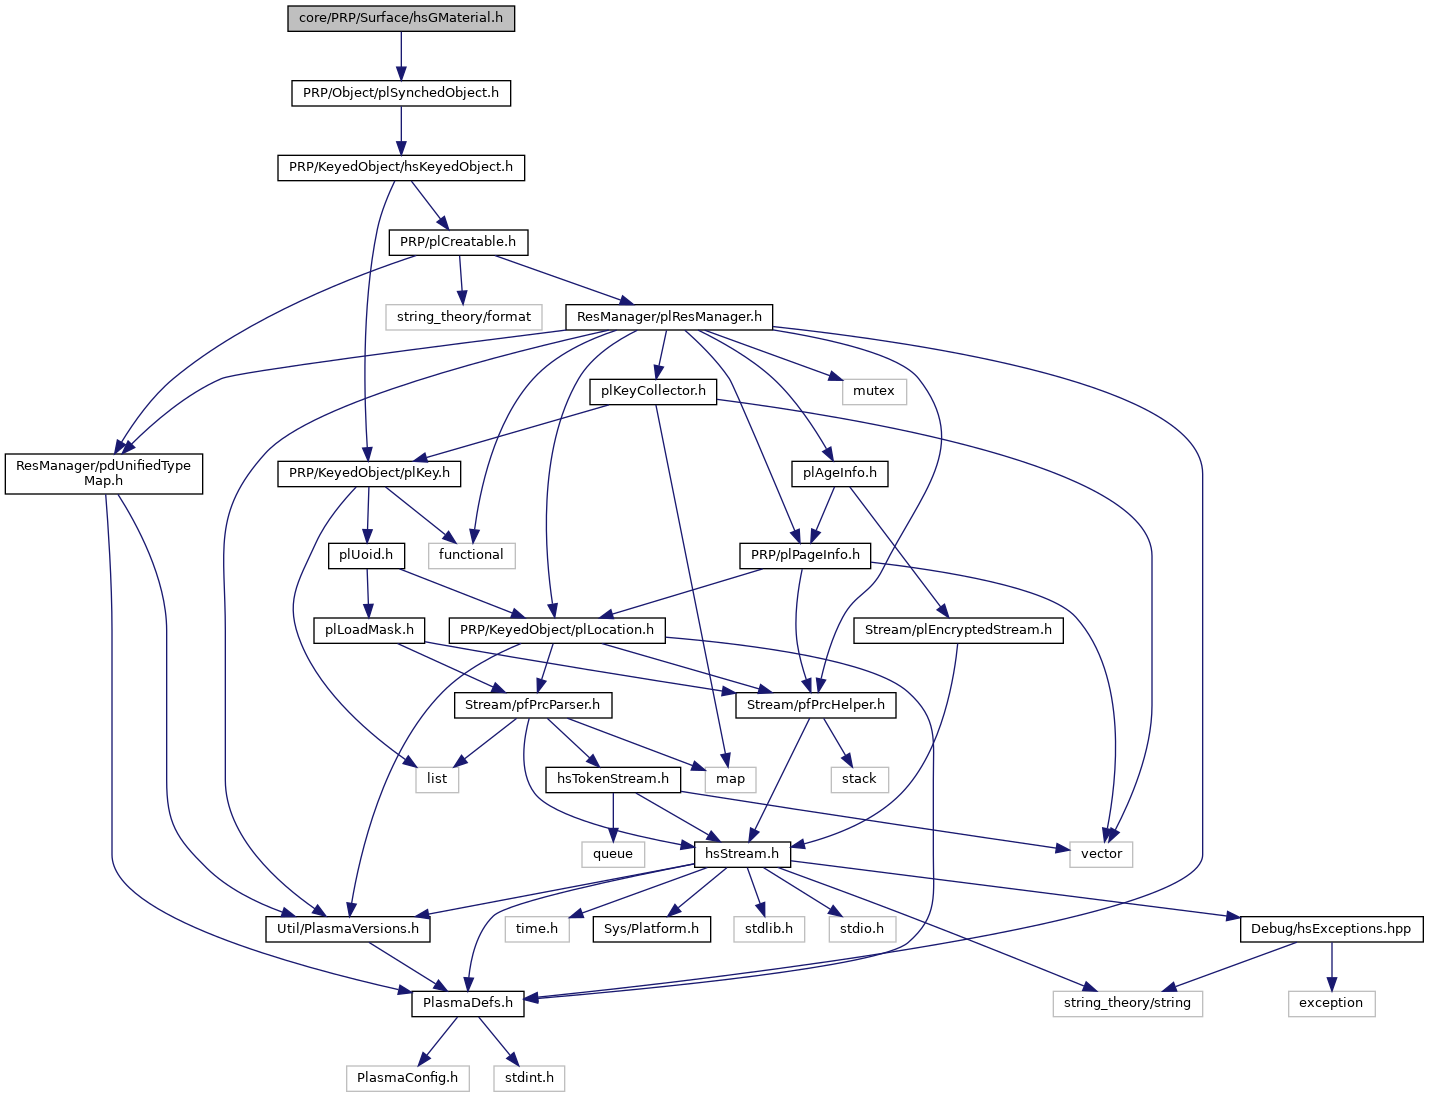 core/PRP/Surface/hsGMaterial.h
PRP/Object/plSynchedObject.h
PRP/KeyedObject/hsKeyedObject.h
PRP/plCreatable.h
string_theory/format
ResManager/plResManager.h
plKeyCollector.h
mutex
ResManager/pdUnifiedType
Map.h
PRP/KeyedObject/plKey.h
plAgeInfo.h
plUoid.h
functional
PRP/plPageInfo.h
plLoadMask.h
PRP/KeyedObject/plLocation.h
Stream/plEncryptedStream.h
Stream/pfPrcParser.h
Stream/pfPrcHelper.h
list
hsTokenStream.h
map
stack
queue
hsStream.h
vector
Util/PlasmaVersions.h
time.h
Sys/Platform.h
stdlib.h
stdio.h
Debug/hsExceptions.hpp
PlasmaDefs.h
string_theory/string
exception
PlasmaConfig.h
stdint.h